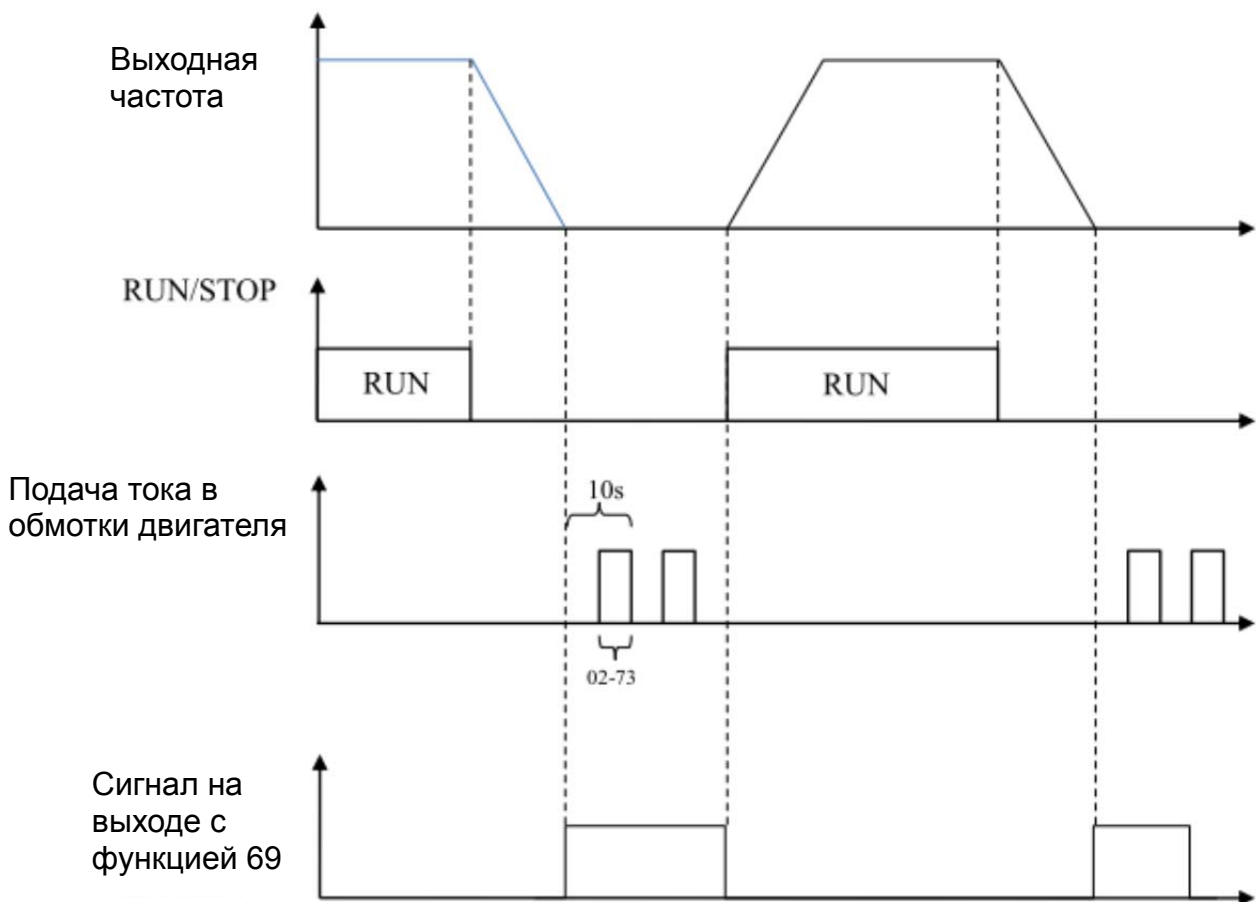 Выходная
частота
RUN/STOP
RUN
RUN
Подача тока в
обмотки двигателя
10s
02-73
Сигнал на
выходе с
функцией 69